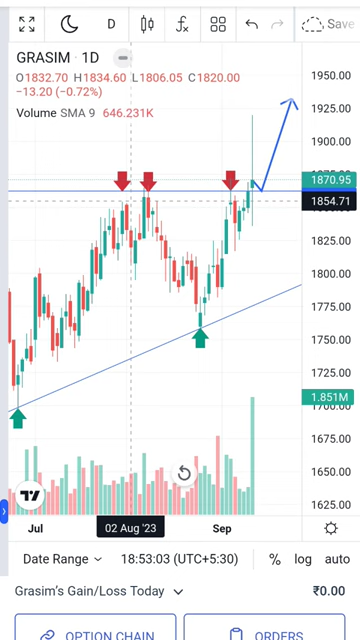 D
Save
GRASIM · 1D
O1832.70 H1834.60 L1806.05 C1820.00
−13.20 (−0.72%)
Volume SMA 9 646.231K
1950.00
1925.00
1900.00
1870.95
1854.71
1825.00
1800.00
1775.00
1750.00
1725.00
1.851M
1700.00
1675.00
1650.00
1625.00
Jul
02 Aug '23
Sep
Date Range
18:53:03 (UTC+5:30)
% log auto
Grasim's Gain/Loss Today
₹0.00
OPTION CHAIN
ORDERS